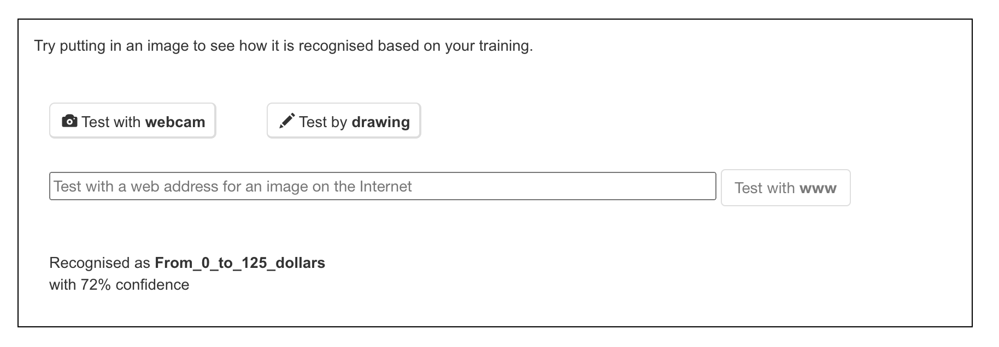 Try putting in an image to see how it is recognised based on your training.
Test with webcam
Test by drawing
Test with a web address for an image on the Internet
Test with www
Recognised as From_0_to_125_dollars
with 72% confidence